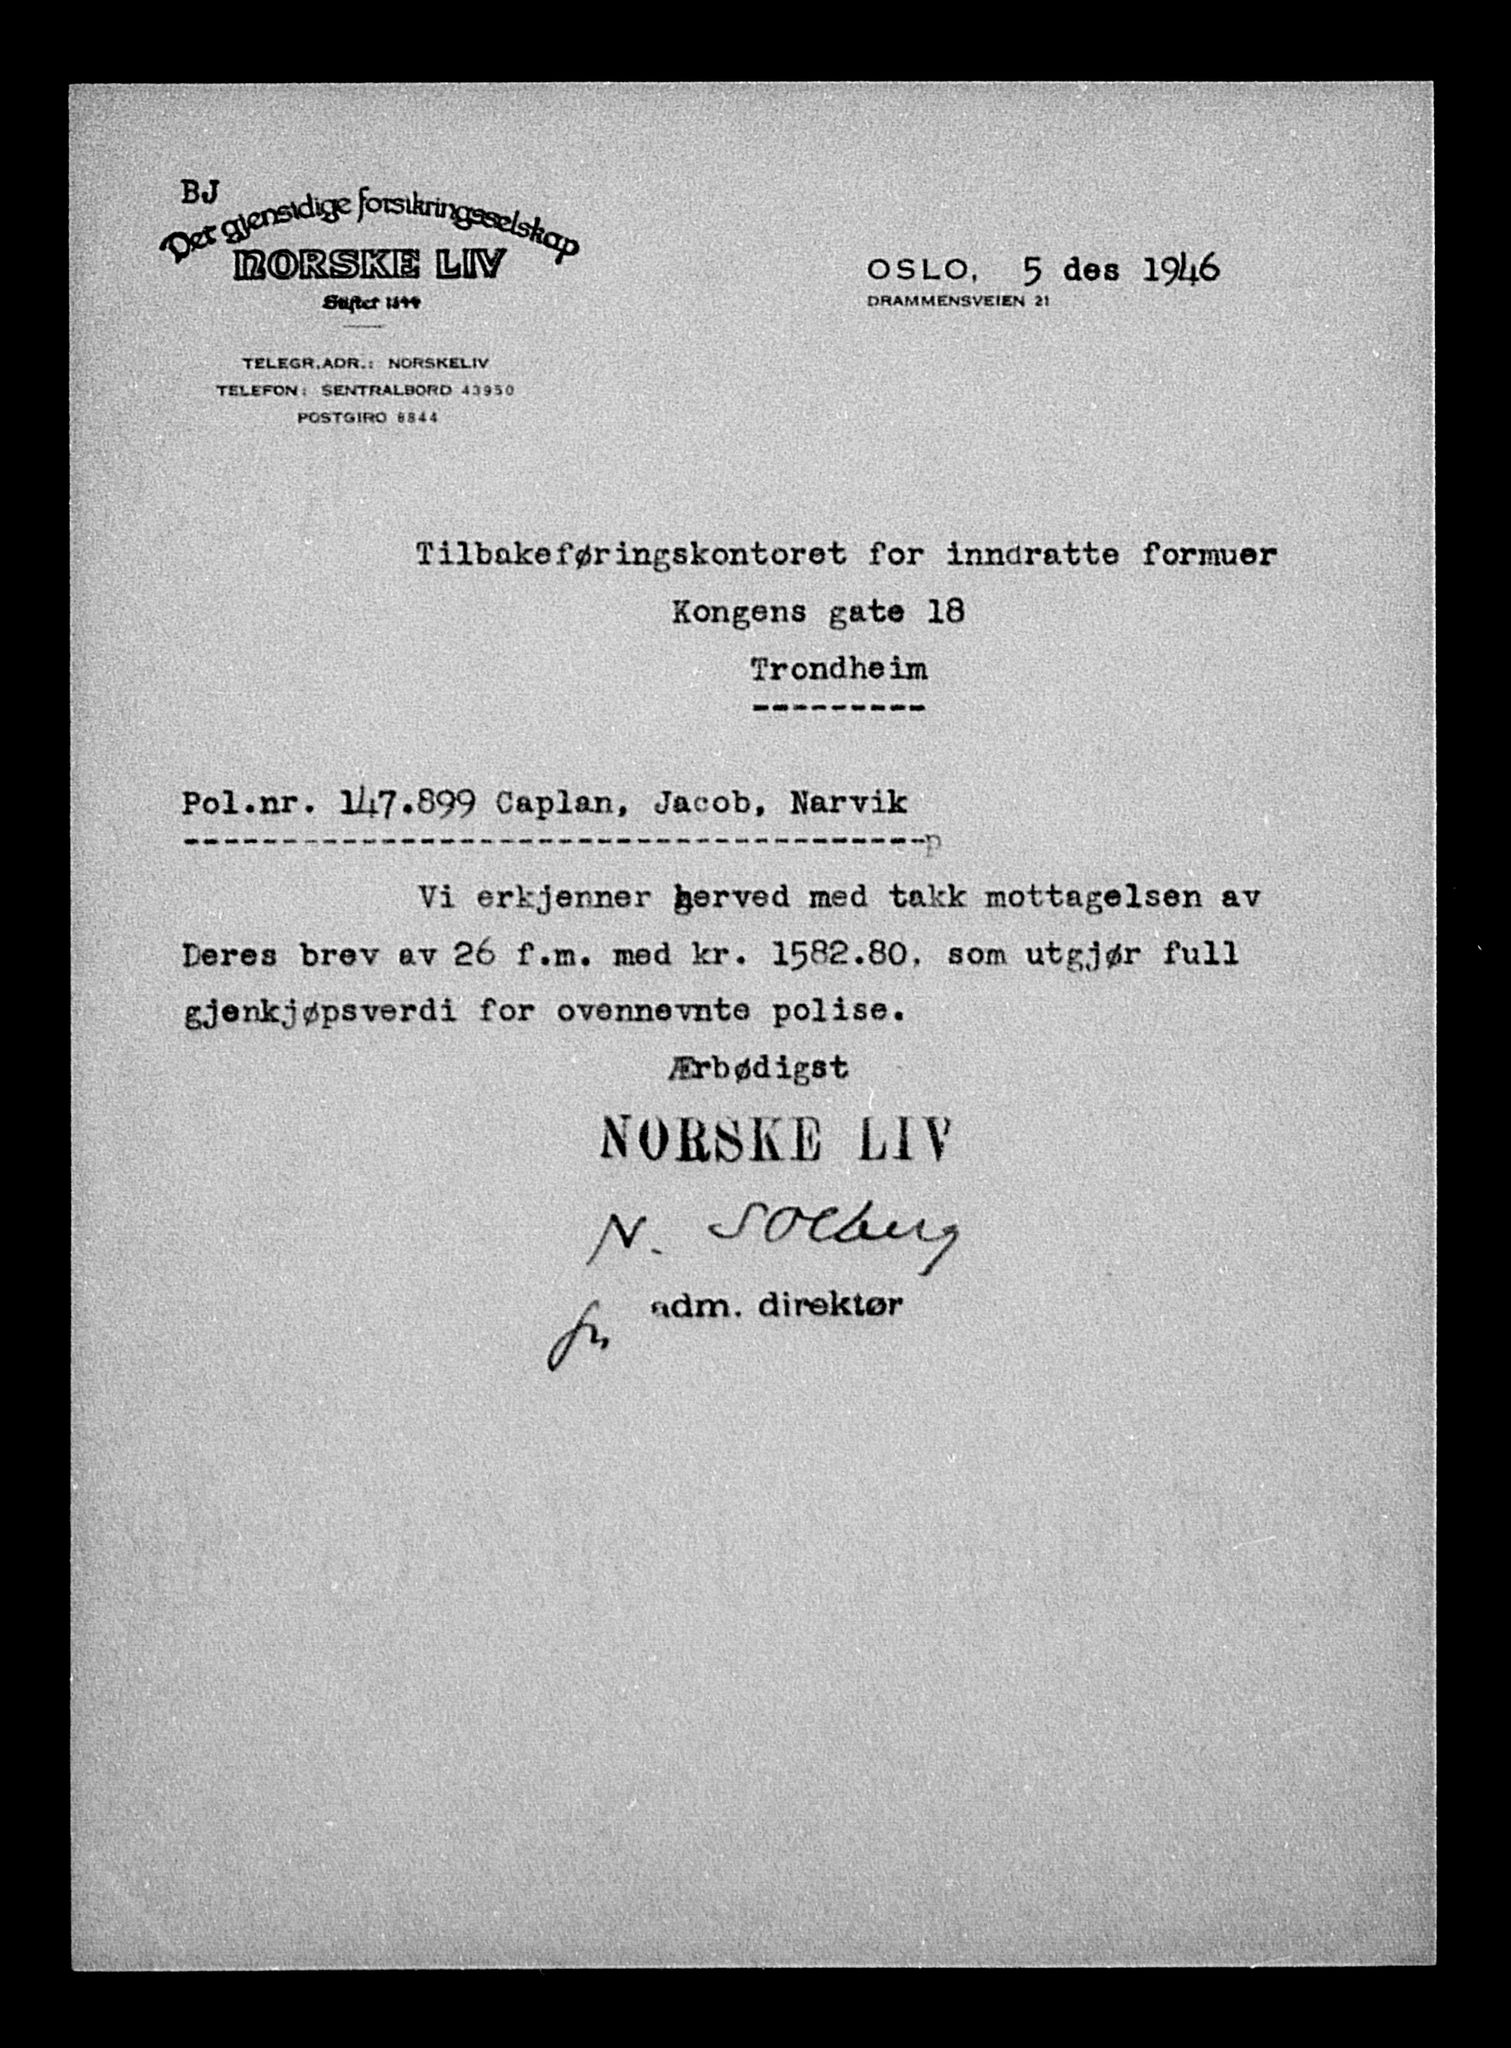 BJ
Det gjensidige forsikringsselskap
NORSKE LIV
Stiftet 1844
OSLO, 5 des 1946
DRAMMENSVEIEN 21
TELEGR.ADR.: NORSKELIV
TELEFON: SENTRALBORD 43950
POSTGIRO 8844
Tilbakeføringskontoret for inndratte formuer
Kongens gate 18
Trondheim
---------
Pol.nr. 147.899 Caplan, Jacob, Narvik
--------------------------------------p
Vi erkjenner herved med takk mottagelsen av
Deres brev av 26 f.m. med kr. 1582.80, som utgjør full
gjenkjøpsverdi for ovennevnte polise.
Ærbødigst
NORSKE LIV
N. Solberg
adm. direktør